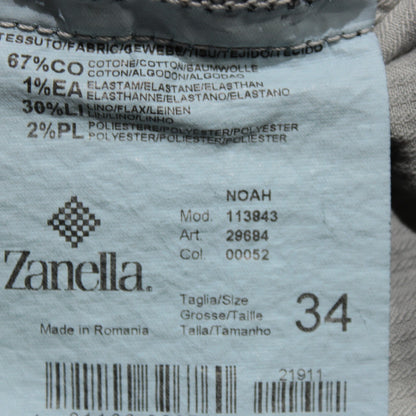 TESSUTO/FABRIC/GEWEBE/TISU/TEJIDO/TECIDO
67%CO COTONE/COTTON/BAUMWOLLE
COTON/ALGODON/ALGODAO
1%EA ELASTAM/ELASTANE/ELASTHAN
ELASTHANNE/ELASTANO/ELASTANO
30%LI LINO/FLAX/LEINEN
LIN/LINO/LINHO
2%PL POLIESTERE/POLYESTER/POLYESTER
POLIESTER/POLYESTER/POLYESTER
NOAH
Mod. 113843
Art. 29684
Col. 00052
Zanella.
Taglia/Size
Grosse/Taille
Talla/Tamanho
34
Made in Romania
21911